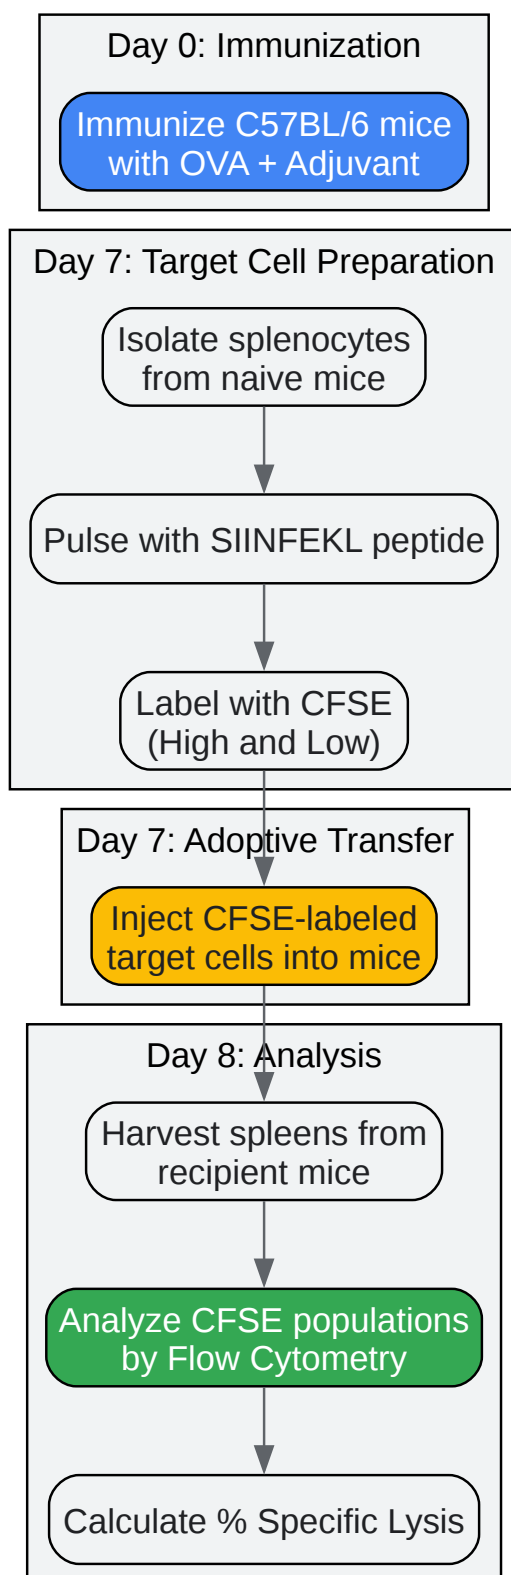 Day 0: Immunization
Immunize C57BL/6 mice
with OVA + Adjuvant
Day 7: Target Cell Preparation
Isolate splenocytes
from naive mice
Pulse with SIINFEKL peptide
Label with CFSE
(High and Low)
Day 7: Adoptive Transfer
Inject CFSE-labeled
target cells into mice
Day 8: Analysis
Harvest spleens from
recipient mice
Analyze CFSE populations
by Flow Cytometry
Calculate % Specific Lysis